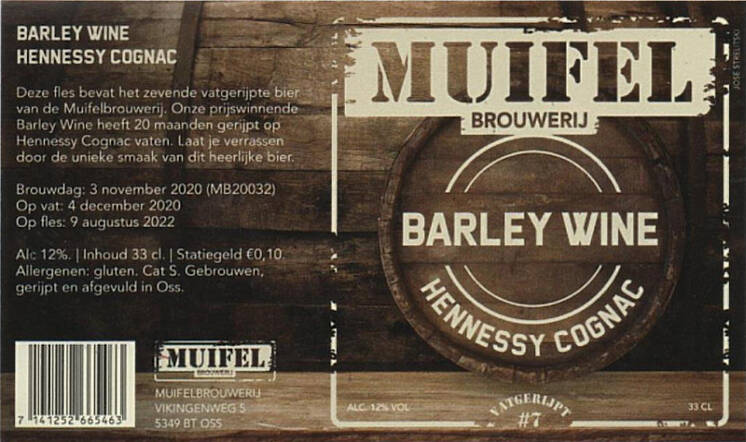 BARLEY WINE
HENNESSY COGNAC
Deze fles bevat het zevende vatgerijpte bier
van de Muifelbrouwerij. Onze prijswinnende
Barley Wine heeft 20 maanden gerijpt op
Hennessy Cognac vaten. Laat je verrassen
door de unieke smaak van dit heerlijke bier.
Brouwdag: 3 november 2020 (MB20032)
Op vat: 4 december 2020
Op fles: 9 augustus 2022
Alc 12%. | Inhoud 33 cl. | Statiegeld €0,10.
Allergenen: gluten. Cat S. Gebrouwen,
gerijpt en afgevuld in Oss.
7 141252 665463
MUIFEL
BROUWERIJ
MUIFELBROUWERIJ
VIKINGENWEG 5
5349 BT OSS
MUIFEL
BROUWERIJ
BARLEY WINE
HENNESSY COGNAC
ALC. 12% VOL
VATGERIJPT
#7
33 CL
JOSE STRELITSKI